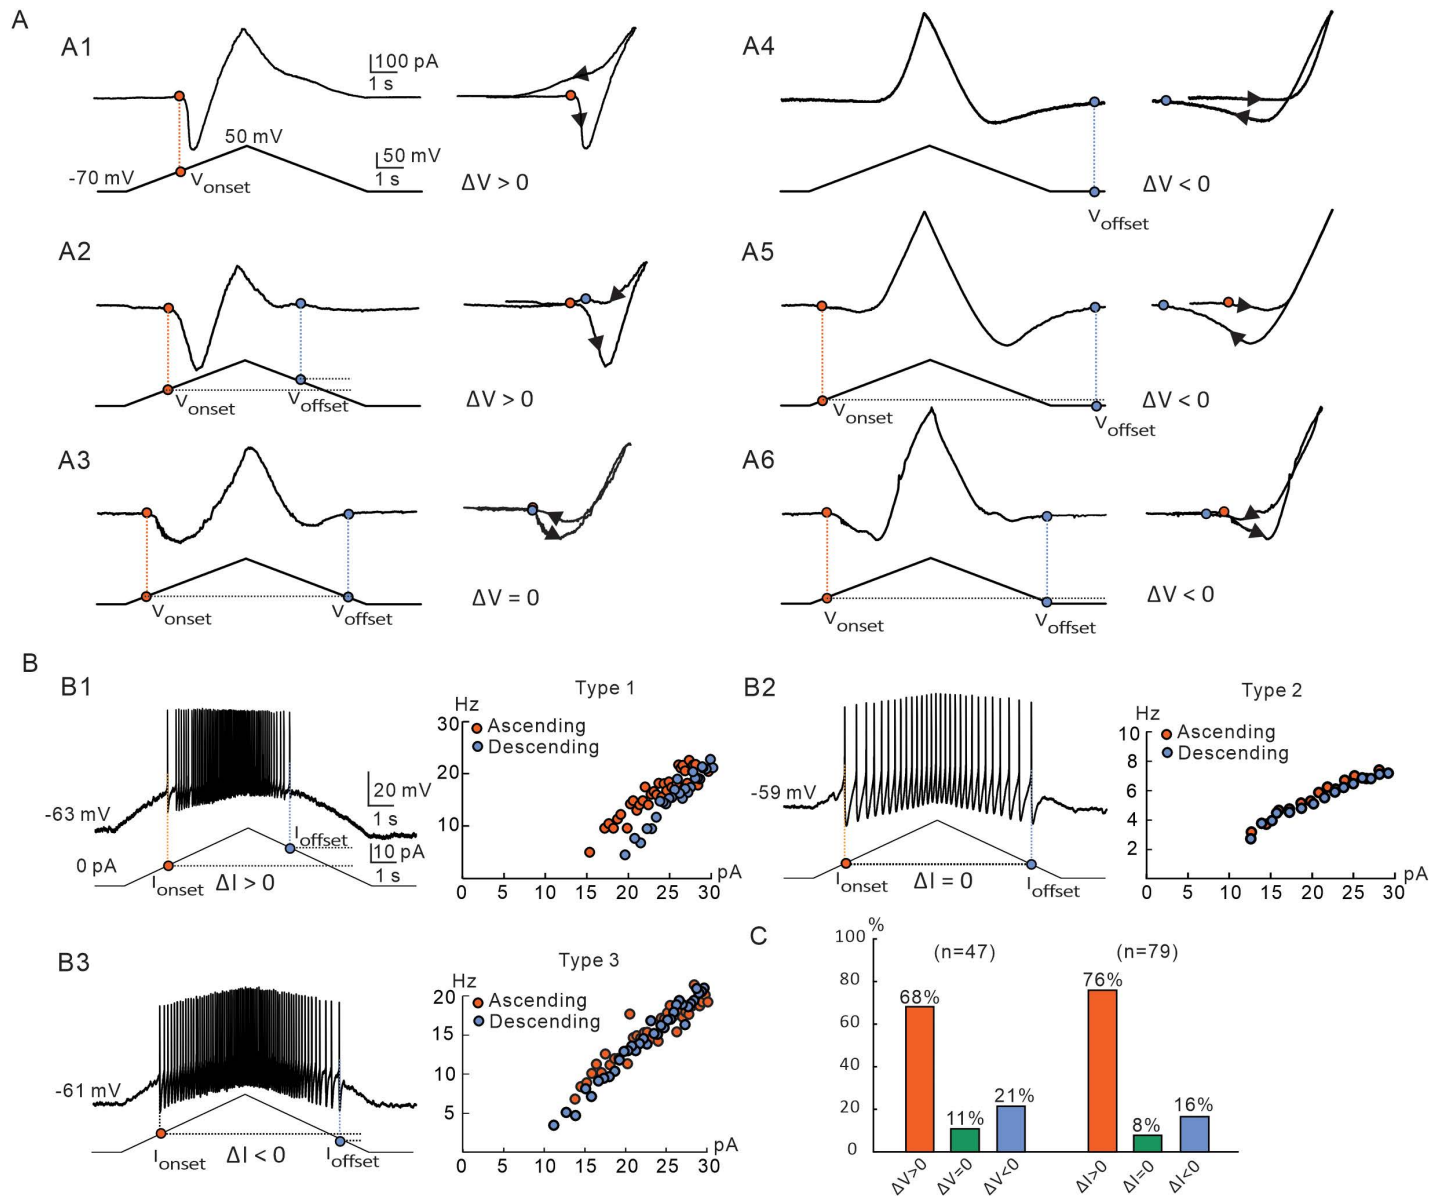 A
A1
100 pA
1 s
50 mV
-70 mV
Vonset
50 mV
1 s
ΔV > 0
A2
Vonset
Voffset
ΔV > 0
A3
Vonset
Voffset
ΔV = 0
A4
Voffset
ΔV < 0
A5
Vonset
Voffset
ΔV < 0
A6
Vonset
Voffset
ΔV < 0
B
B1
-63 mV
20 mV
1 s
0 pA
Ionset
Ioffset
ΔI > 0
10 pA
1 s
Type 1
Hz
Ascending
Descending
30
20
10
0 5 10 15 20 25 30 pA
B2
-59 mV
Ionset
ΔI = 0
Ioffset
Type 2
Hz
Ascending
Descending
10
8
6
4
2
0 5 10 15 20 25 30 pA
B3
-61 mV
Ionset
ΔI < 0
Ioffset
Type 3
Hz
Ascending
Descending
20
15
10
5
0 5 10 15 20 25 30 pA
C
%
100
80
60
40
20
0
(n=47)
(n=79)
68%
11%
21%
76%
8%
16%
ΔV>0
ΔV=0
ΔV<0
ΔI>0
ΔI=0
ΔI<0